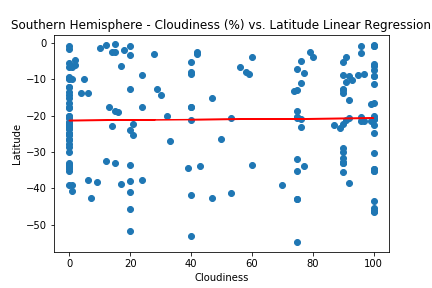 Southern Hemisphere - Cloudiness (%) vs. Latitude Linear Regression
0
−10
−20
−30
−40
−50
Latitude
0 20 40 60 80 100
Cloudiness